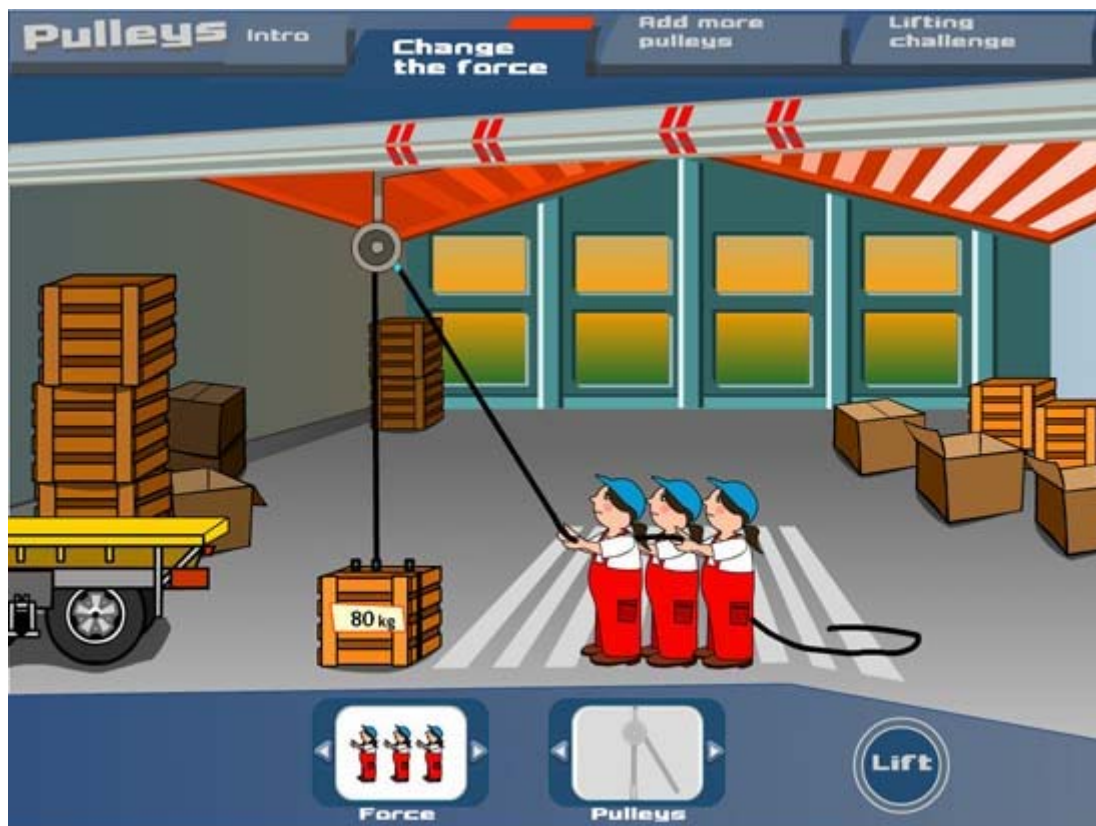 Pulleys
Intro
Change
the force
Add more
pulleys
Lifting
challenge
80 kg
Force
Pulleys
Lift